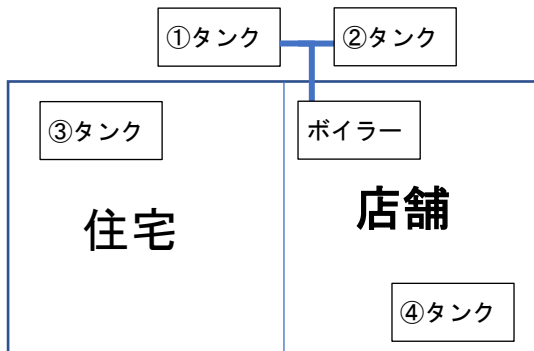 ①タンク
②タンク
③タンク
ボイラー
住宅
店舗
④タンク